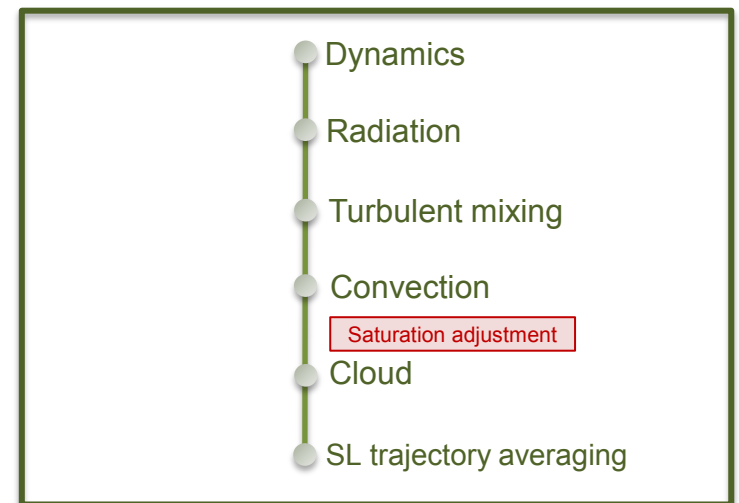 Dynamics
Radiation
Turbulent mixing
Convection
Saturation adjustment
Cloud
SL trajectory averaging